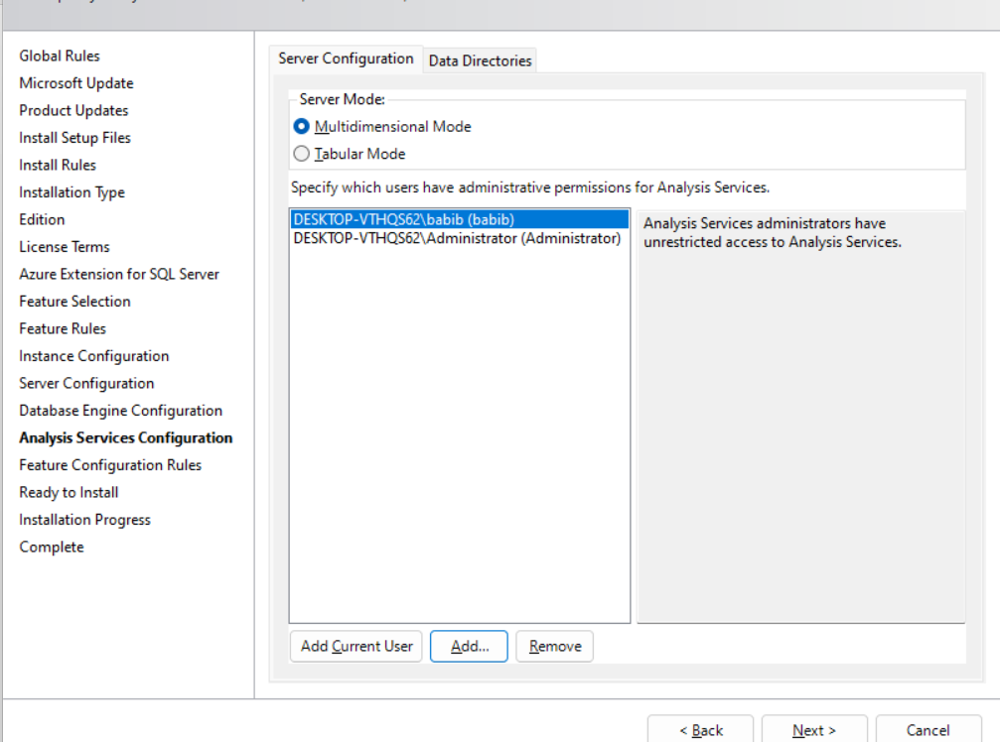 Global Rules
Microsoft Update
Product Updates
Install Setup Files
Install Rules
Installation Type
Edition
License Terms
Azure Extension for SQL Server
Feature Selection
Feature Rules
Instance Configuration
Server Configuration
Database Engine Configuration
Analysis Services Configuration
Feature Configuration Rules
Ready to Install
Installation Progress
Complete
Server Configuration
Data Directories
Server Mode:
Multidimensional Mode
Tabular Mode
Specify which users have administrative permissions for Analysis Services.
DESKTOP-VTHQS62\babib (babib)
DESKTOP-VTHQS62\Administrator (Administrator)
Analysis Services administrators have
unrestricted access to Analysis Services.
Add Current User
Add...
Remove
< Back
Next >
Cancel